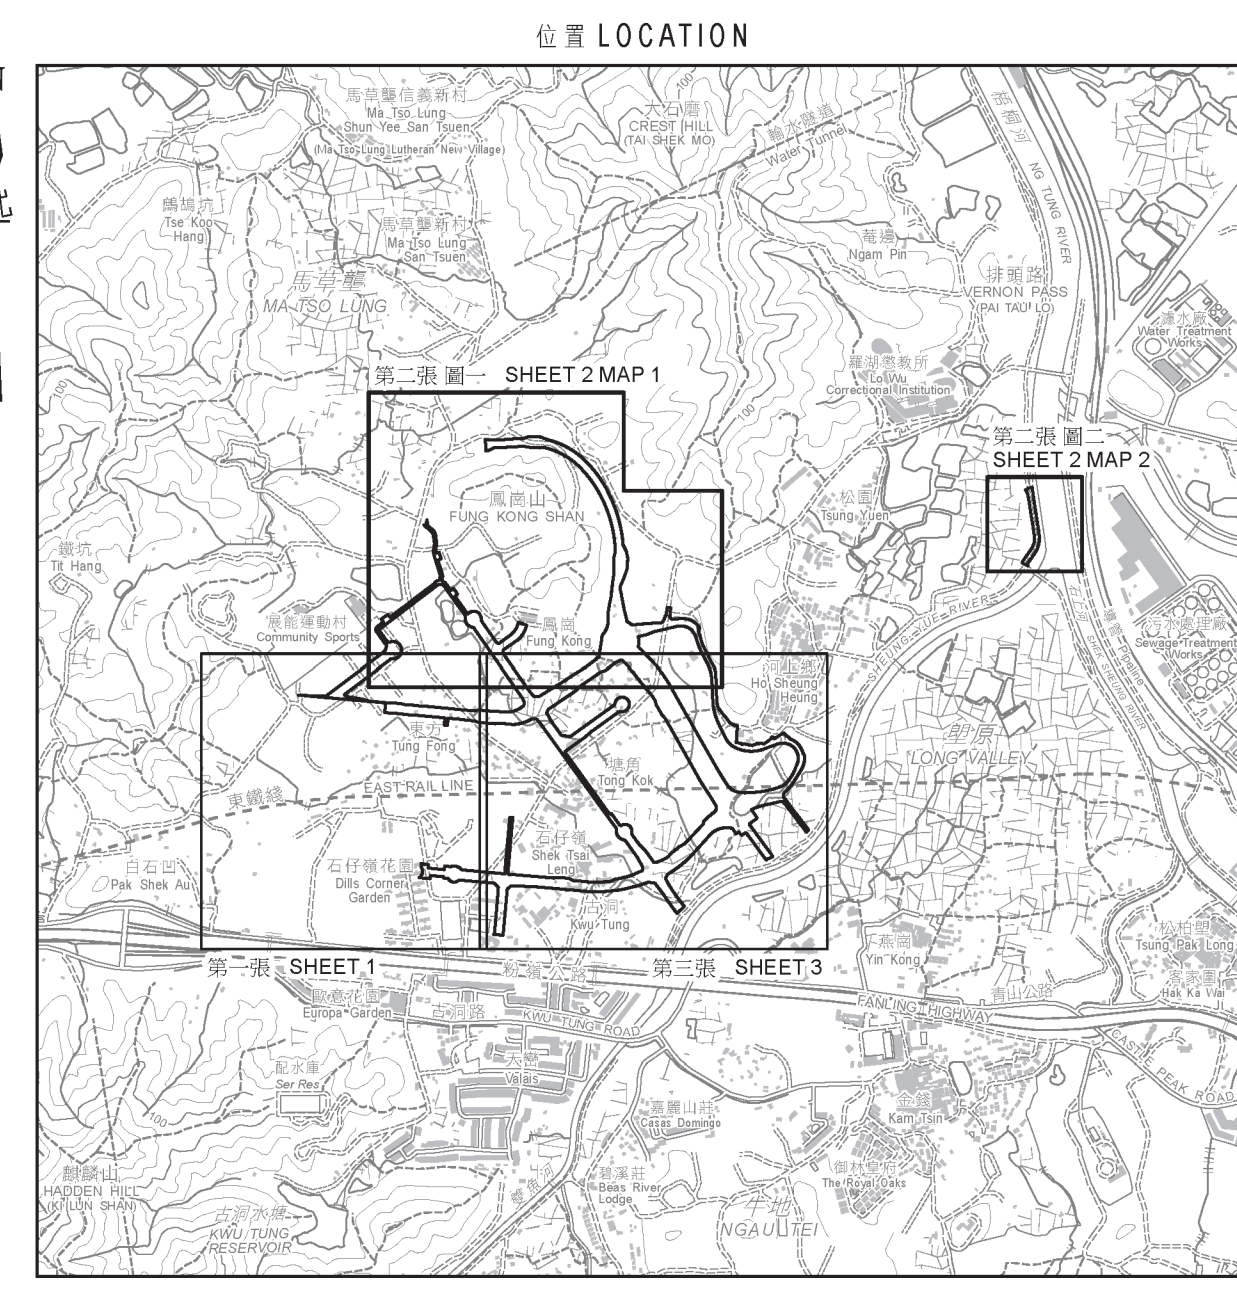 位置 LOCATION
馬草壟信義新村
Ma Tso Lung
Shun Yee San Tsuen
(Ma Tso Lung Lutheran New Village)
大石磨
CREST HILL
(TAI SHEK MO)
100
輸水隧道
Water Tunnel
梧桐河
NG TUNG RIVER
鷓鴣坑
Tse Koo
Hang
馬草壟新村
Ma Tso Lung
San Tsuen
馬草壟
MA TSO LUNG
菴邊
Ngam Pin
排頭路
VERNON PASS
(PAI TAU LO)
濾水廠
Water Treatment
Works
羅湖懲教所
Lo Wu
Correctional Institution
100
第二張 圖一 SHEET 2 MAP 1
100
第二張 圖二
SHEET 2 MAP 2
鳳崗山
FUNG KONG SHAN
松園
Tsung Yuen
鐵坑
Tit Hang
展能運動村
Community Sports
鳳崗
Fung Kong
SHEUNG YUE RIVER
石上河
SHEK SHEUNG RIVER
導管 Pipeline
污水處理廠
Sewage Treatment
Works
河上鄉
Ho Sheung
Heung
東方
Tung Fong
塱原
LONG VALLEY
塘角
Tong Kok
東鐵綫
EAST RAIL LINE
石仔嶺
Shek Tsai
Leng
白石凹
Pak Shek Au
石仔嶺花園
Dills Corner
Garden
古洞
Kwu Tung
燕崗
Yin Kong
松柏塱
Tsung Pak Long
客家圍
Hak Ka Wai
第一張 SHEET 1
粉嶺公路
第三張 SHEET 3
歐意花園
Europa Garden
古洞路
KWU TUNG ROAD
FANLING HIGHWAY
青山公路
CASTLE PEAK ROAD
配水庫
Ser Res
天巒
Valais
100
嘉麗山莊
Casas Domingo
金錢
Kam Tsin
麒麟山
HADDEN HILL
(KI LUN SHAN)
古洞水塘
KWU TUNG
RESERVOIR
雙魚河
碧溪莊
Beas River
Lodge
御林皇府
The Royal Oaks
牛地
NGAU TEI